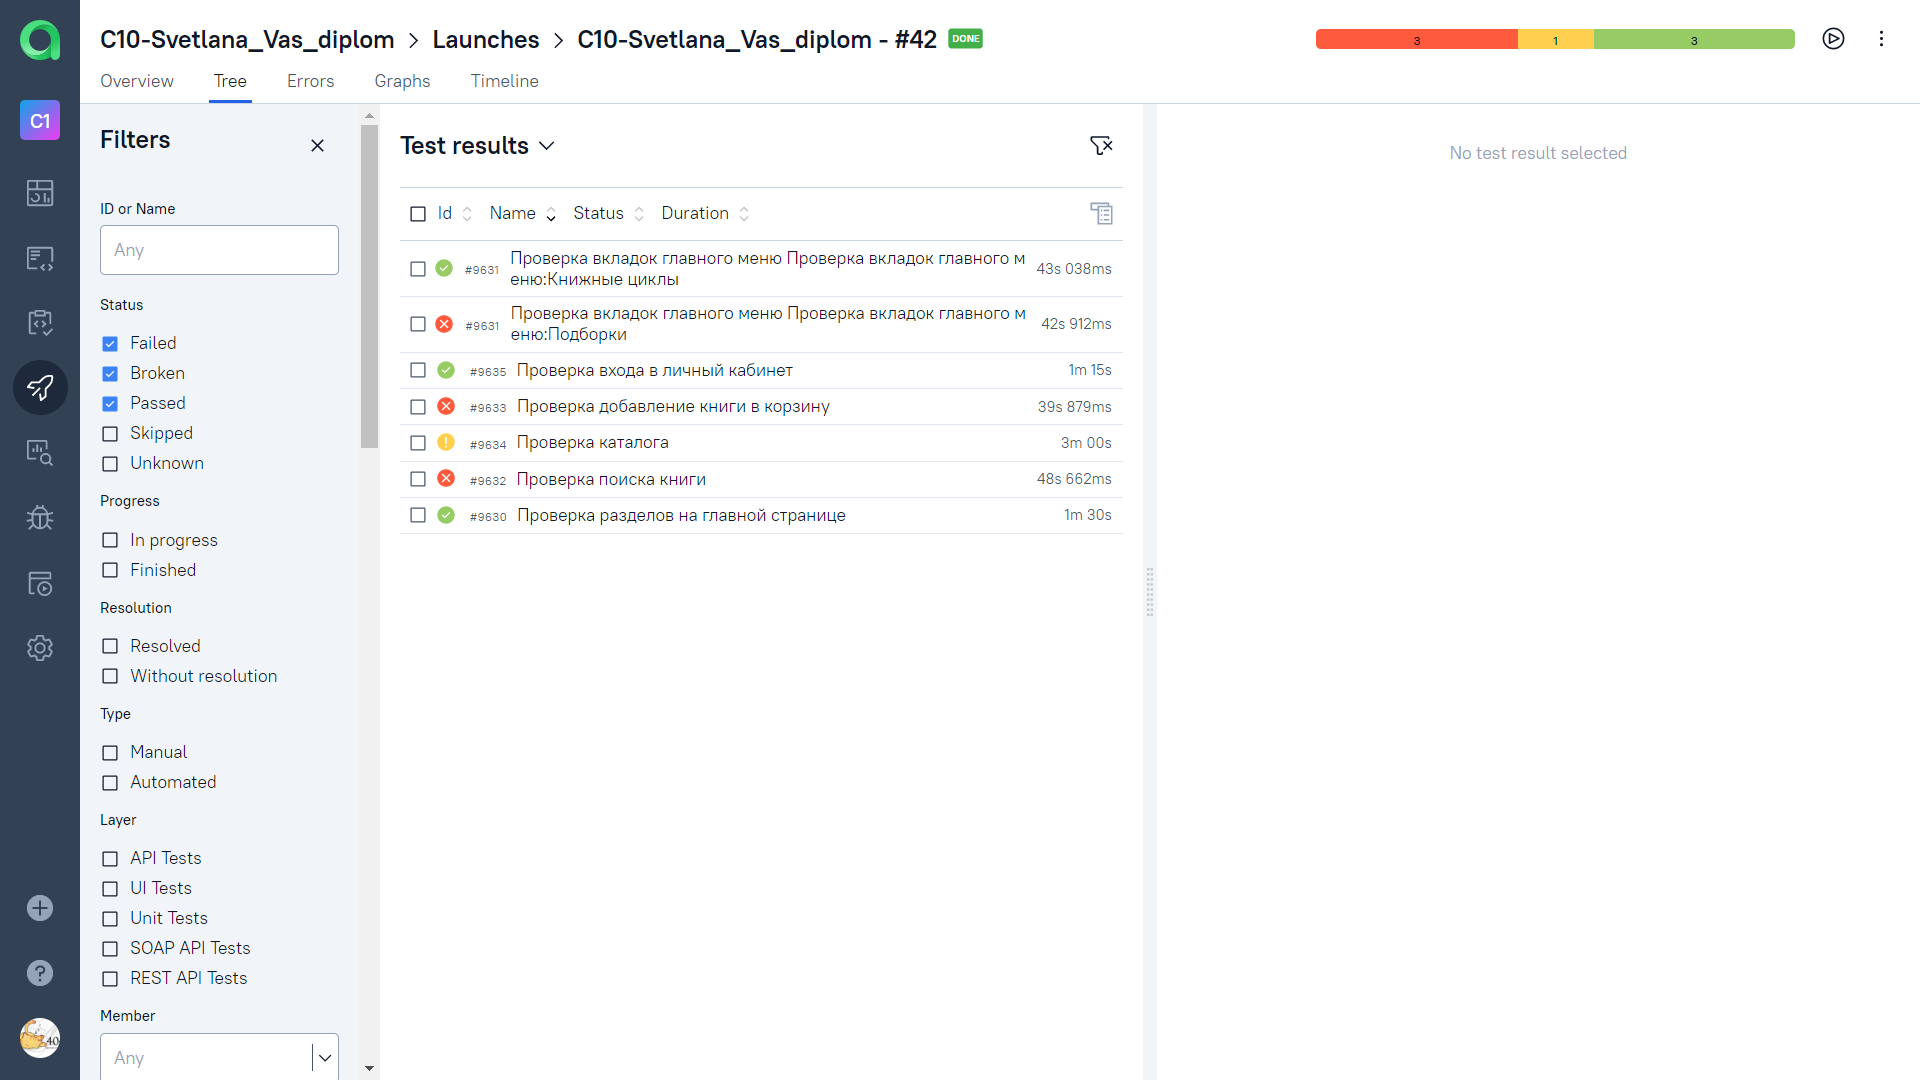 C10-Svetlana_Vas_diplom > Launches > C10-Svetlana_Vas_diplom - #42 DONE
3 1 3
Overview Tree Errors Graphs Timeline
C1
Filters
ID or Name
Any
Status
Failed
Broken
Passed
Skipped
Unknown
Progress
In progress
Finished
Resolution
Resolved
Without resolution
Type
Manual
Automated
Layer
API Tests
UI Tests
Unit Tests
SOAP API Tests
REST API Tests
Member
Any
40
Test results
Id Name Status Duration
#9631 Проверка вкладок главного меню Проверка вкладок главного м
еню:Книжные циклы 43s 038ms
#9631 Проверка вкладок главного меню Проверка вкладок главного м
еню:Подборки 42s 912ms
#9635 Проверка входа в личный кабинет 1m 15s
#9633 Проверка добавление книги в корзину 39s 879ms
#9634 Проверка каталога 3m 00s
#9632 Проверка поиска книги 48s 662ms
#9630 Проверка разделов на главной странице 1m 30s
No test result selected